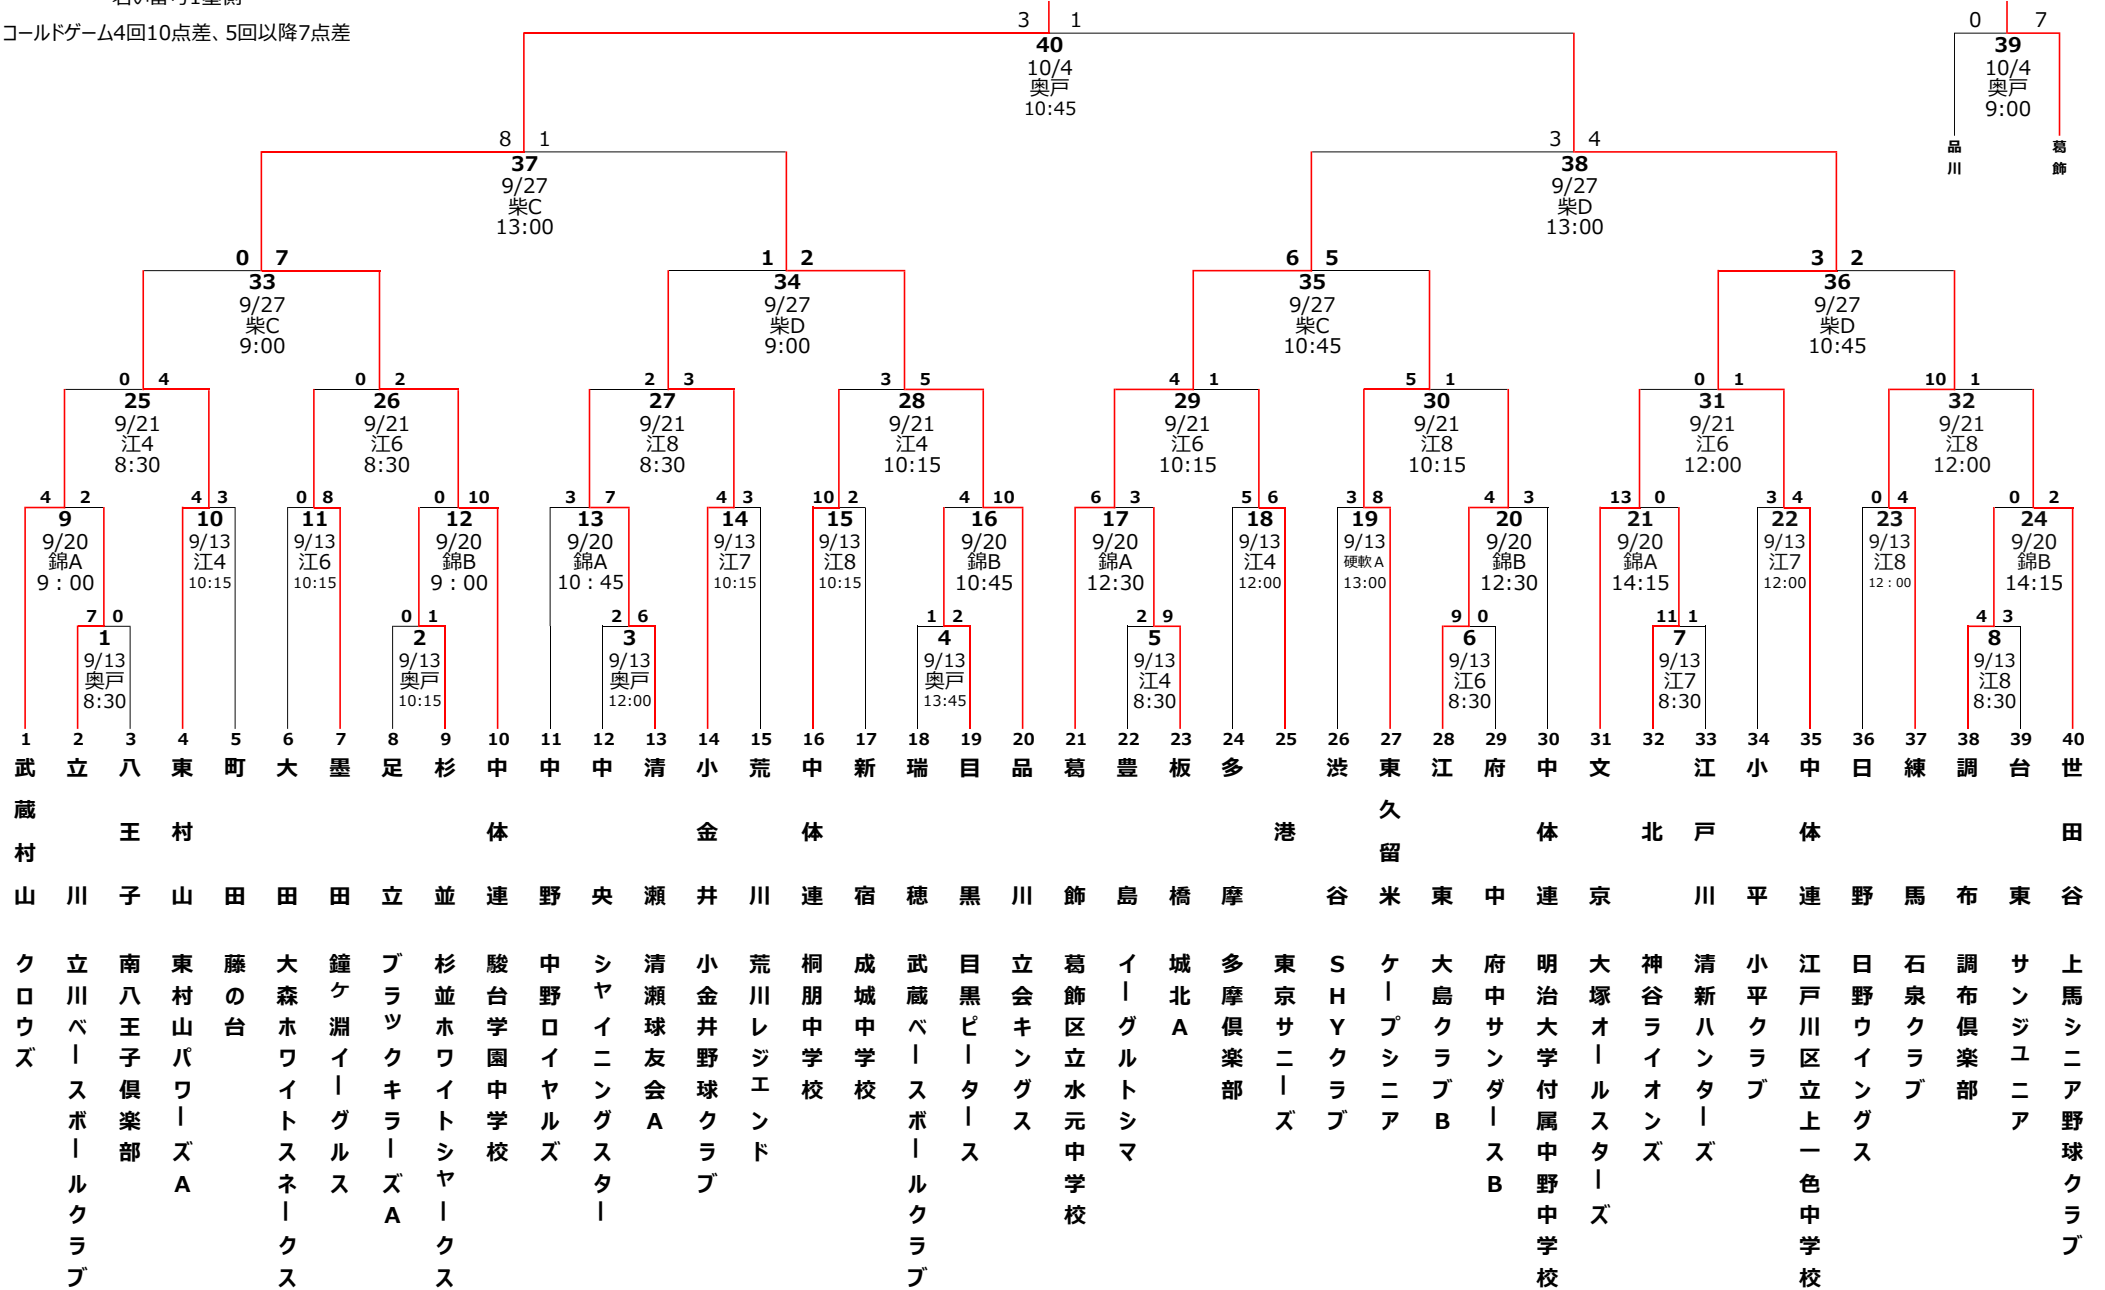 コールドゲーム4回10点差、5回以降7点差
3 1
40
10/4
奥戸
10:45
0 7
39
10/4
奥戸
9:00
品川
葛飾
8 1
37
9/27
柴C
13:00
3 4
38
9/27
柴D
13:00
0 7
33
9/27
柴C
9:00
1 2
34
9/27
柴D
9:00
6 5
35
9/27
柴C
10:45
3 2
36
9/27
柴D
10:45
0 4
25
9/21
江4
8:30
0 2
26
9/21
江6
8:30
2 3
27
9/21
江8
8:30
3 5
28
9/21
江4
10:15
4 1
29
9/21
江6
10:15
5 1
30
9/21
江8
10:15
0 1
31
9/21
江6
12:00
10 1
32
9/21
江8
12:00
4 2
9
9/20
錦A
9：00
4 3
10
9/13
江4
10:15
0 8
11
9/13
江6
10:15
0 10
12
9/20
錦B
9：00
3 7
13
9/20
錦A
10：45
4 3
14
9/13
江7
10:15
10 2
15
9/13
江8
10:15
4 10
16
9/20
錦B
10:45
6 3
17
9/20
錦A
12:30
5 6
18
9/13
江4
12:00
3 8
19
9/13
硬軟A
13:00
4 3
20
9/20
錦B
12:30
13 0
21
9/20
錦A
14:15
3 4
22
9/13
江7
12:00
0 4
23
9/13
江8
12：00
0 2
24
9/20
錦B
14:15
7 0
1
9/13
奥戸
8:30
0 1
2
9/13
奥戸
10:15
2 6
3
9/13
奥戸
12:00
1 2
4
9/13
奥戸
13:45
2 9
5
9/13
江4
8:30
9 0
6
9/13
江6
8:30
11 1
7
9/13
江7
8:30
4 3
8
9/13
江8
8:30
1 武蔵村山 クロウズ
2 立川 立川ベースボールクラブ
3 八王子 南八王子倶楽部
4 東村山 東村山パワーズA
5 町田 藤の台
6 大田 大森ホワイトスネークス
7 墨田 鐘ケ淵イーグルス
8 足立 ブラックキラーズA
9 杉並 杉並ホワイトシャークス
10 中体連 駿台学園中学校
11 中野 中野ロイヤルズ
12 中央 シャイニングスター
13 清瀬 清瀬球友会A
14 小金井 小金井野球クラブ
15 荒川 荒川レジエンド
16 中体連 桐朋中学校
17 新宿 成城中学校
18 瑞穂 武蔵ベースボールクラブ
19 目黒 目黒ピータース
20 品川 立会キングス
21 葛飾 葛飾区立水元中学校
22 豊島 イーグルトシマ
23 板橋 城北A
24 多摩 多摩倶楽部
25 港 東京サニーズ
26 渋谷 SHYクラブ
27 東久留米 ケープシニア
28 江東 大島クラブB
29 府中 府中サンダースB
30 中体連 明治大学付属中野中学校
31 文京 大塚オールスターズ
32 北 神谷ライオンズ
33 江戸川 清新ハンターズ
34 小平 小平クラブ
35 中体連 江戸川区立上一色中学校
36 日野 日野ウイングス
37 練馬 石泉クラブ
38 調布 調布倶楽部
39 台東 サンジュニア
40 世田谷 上馬シニア野球クラブ